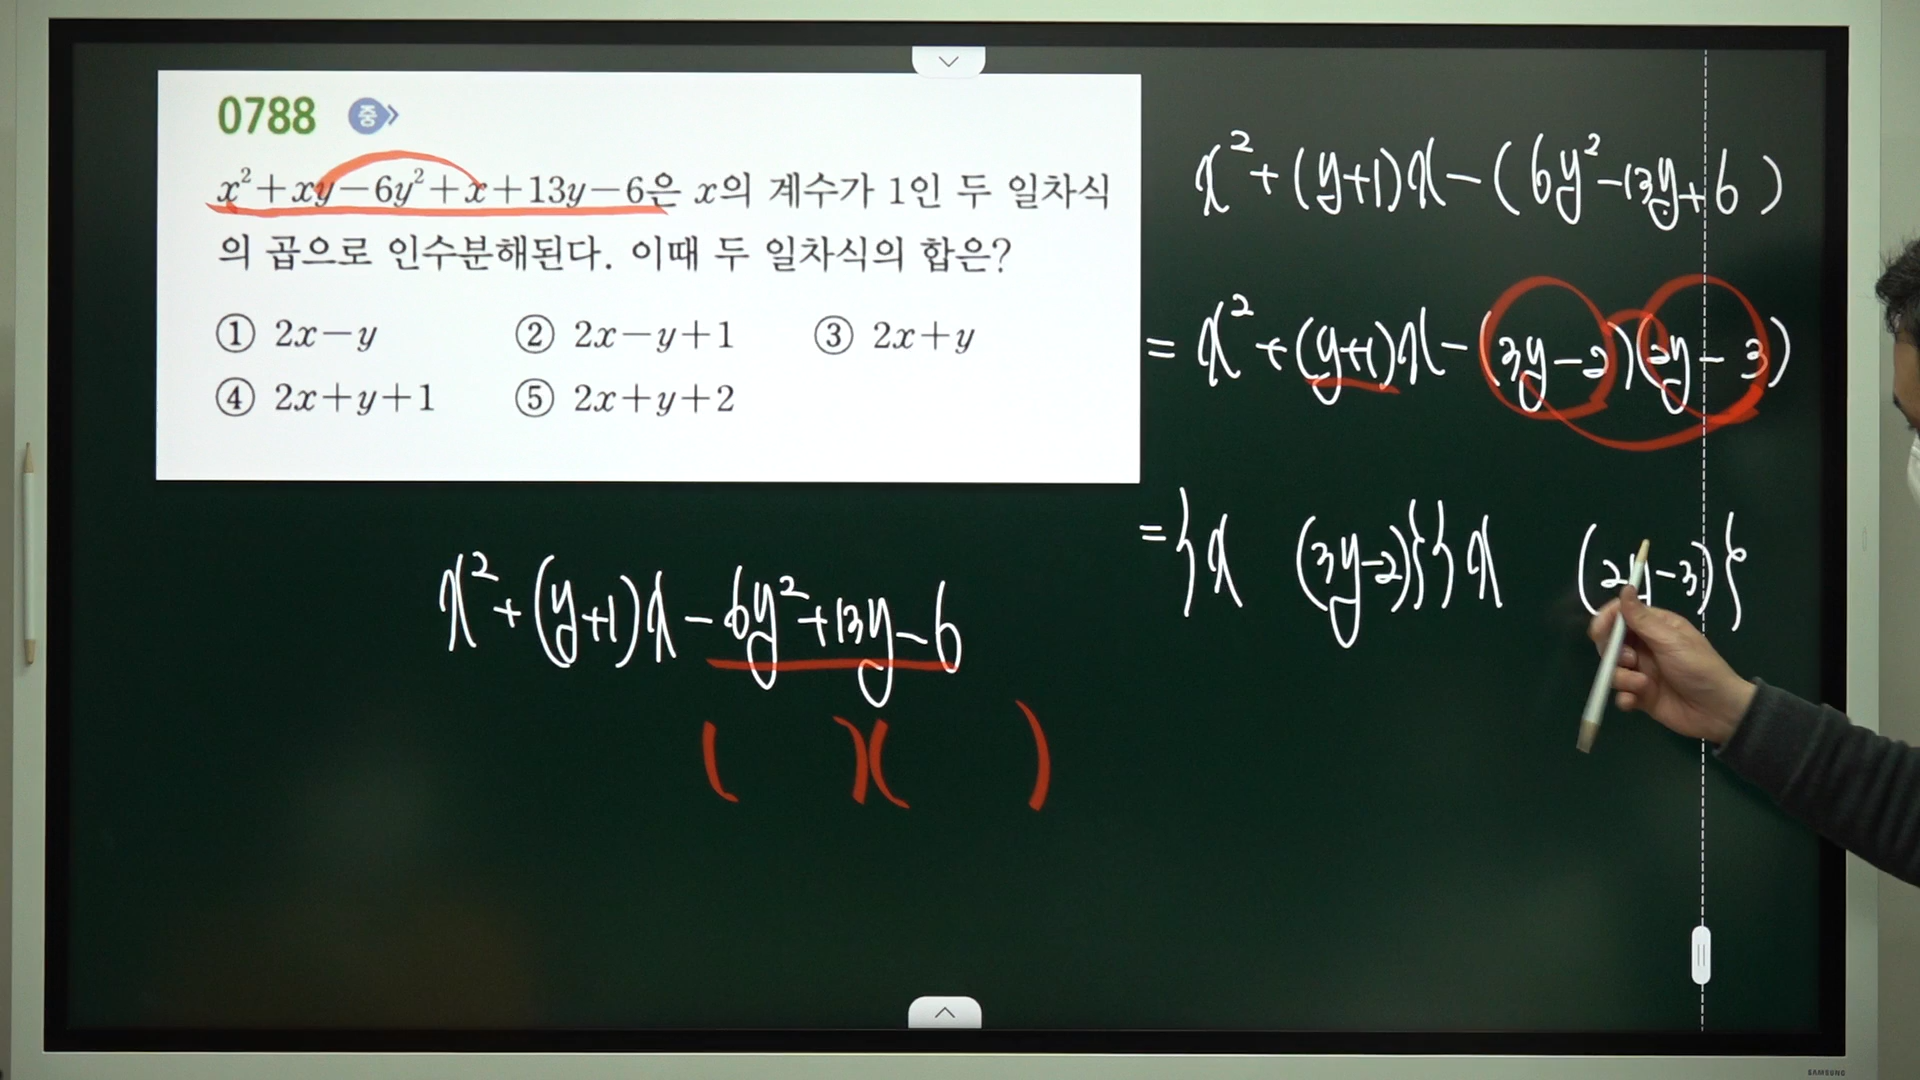 0788 중
x²+xy−6y²+x+13y−6은 x의 계수가 1인 두 일차식
의 곱으로 인수분해된다. 이때 두 일차식의 합은?
① 2x−y ② 2x−y+1 ③ 2x+y
④ 2x+y+1 ⑤ 2x+y+2
x²+(y+1)x−6y²+13y−6
( )( )
x²+(y+1)x−(6y²−13y+6)
=x²+(y+1)x−(3y−2)(2y−3)
={x (3y−2)}{x (2y−3)}
SAMSUNG